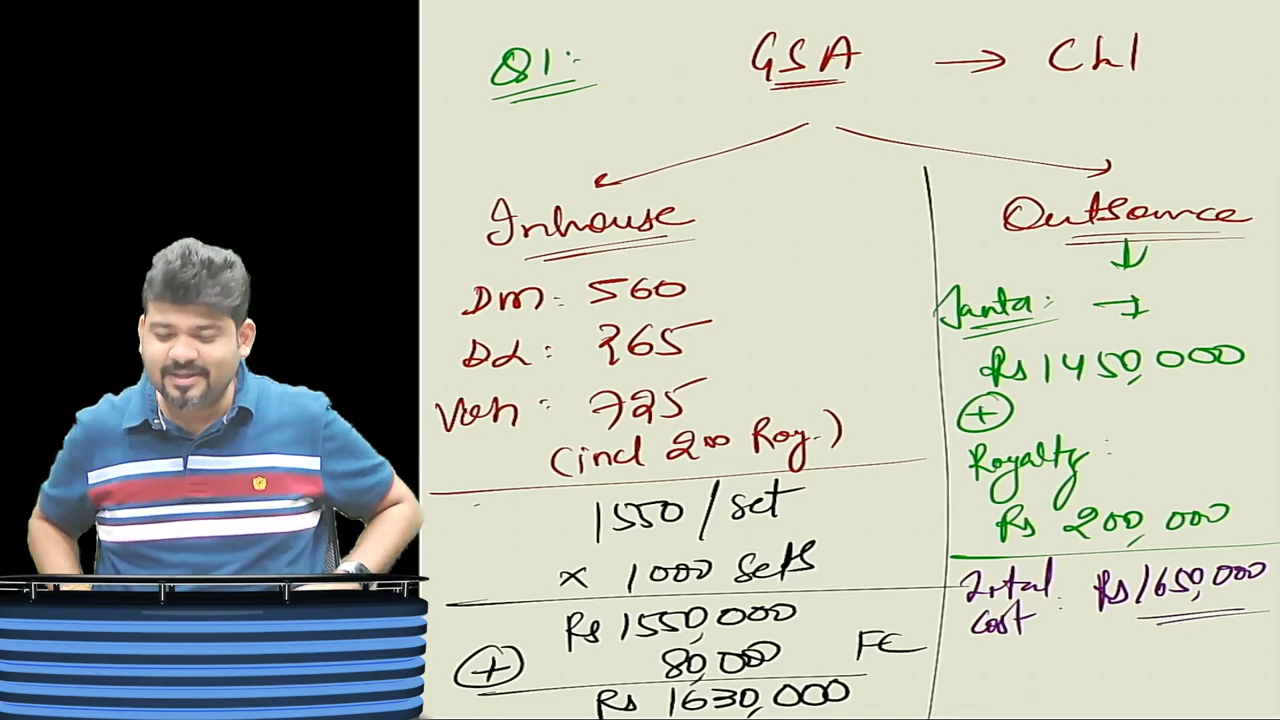 Q1:
GSA → CL1
Inhouse
DM: 560
DL: 265
VOH: 725
(incl 200 Roy.)
1550/set
x 1000 sets
Rs 1550,000
+ 80,000 FC
Rs 1630,000
Outsource
Janta: →
Rs 1450,000
+
Royalty:
Rs 200,000
Total Cost: Rs 1650,000